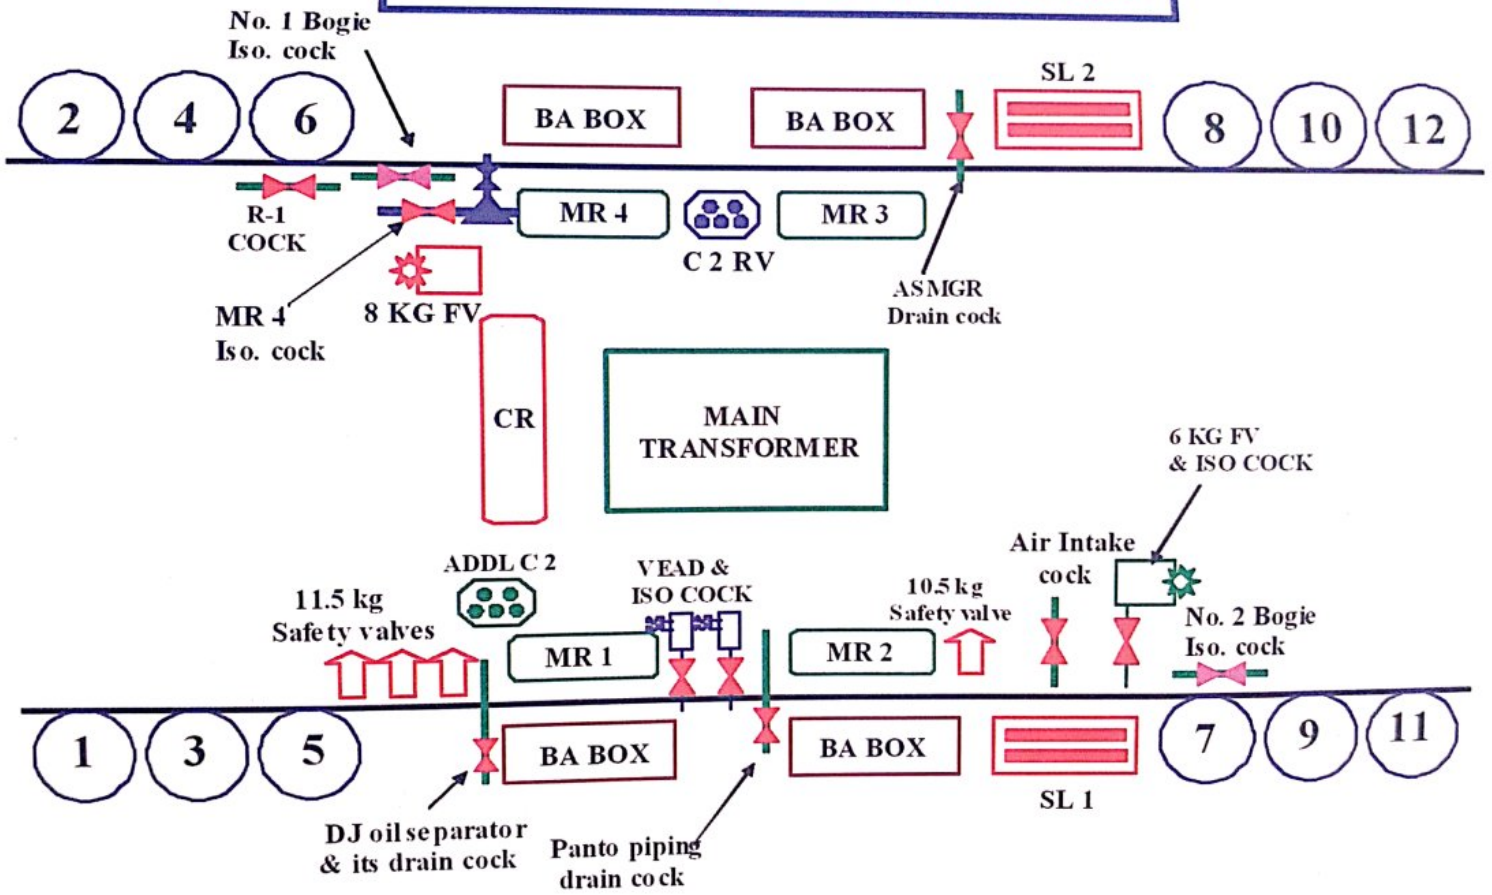 No. 1 Bogie
Iso. cock
SL 2
2
4
6
BA BOX
BA BOX
8
10
12
R-1
COCK
MR 4
C 2 RV
MR 3
ASMGR
Drain cock
MR 4
Iso. cock
8 KG FV
CR
MAIN
TRANSFORMER
6 KG FV
& ISO COCK
Air Intake
cock
ADDL C 2
VEAD &
ISO COCK
11.5 kg
Safety valves
10.5 kg
Safety valve
No. 2 Bogie
Iso. cock
MR 1
MR 2
1
3
5
BA BOX
BA BOX
7
9
11
SL 1
DJ oil separator
& its drain cock
Panto piping
drain cock